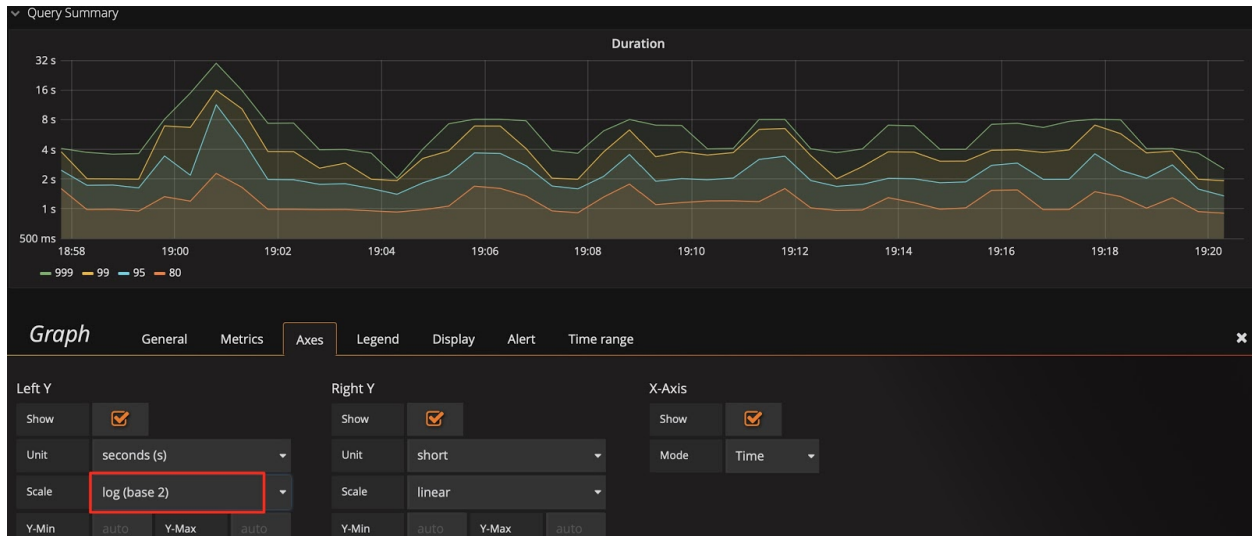 Query Summary
Duration
32 s
16 s
8 s
4 s
2 s
1 s
500 ms
18:58 19:00 19:02 19:04 19:06 19:08 19:10 19:12 19:14 19:16 19:18 19:20
999 99 95 80
Graph General Metrics Axes Legend Display Alert Time range
Left Y Right Y X-Axis
Show Show Show
Unit seconds (s) Unit short Mode Time
Scale log (base 2) Scale linear
Y-Min auto Y-Max auto Y-Min auto Y-Max auto